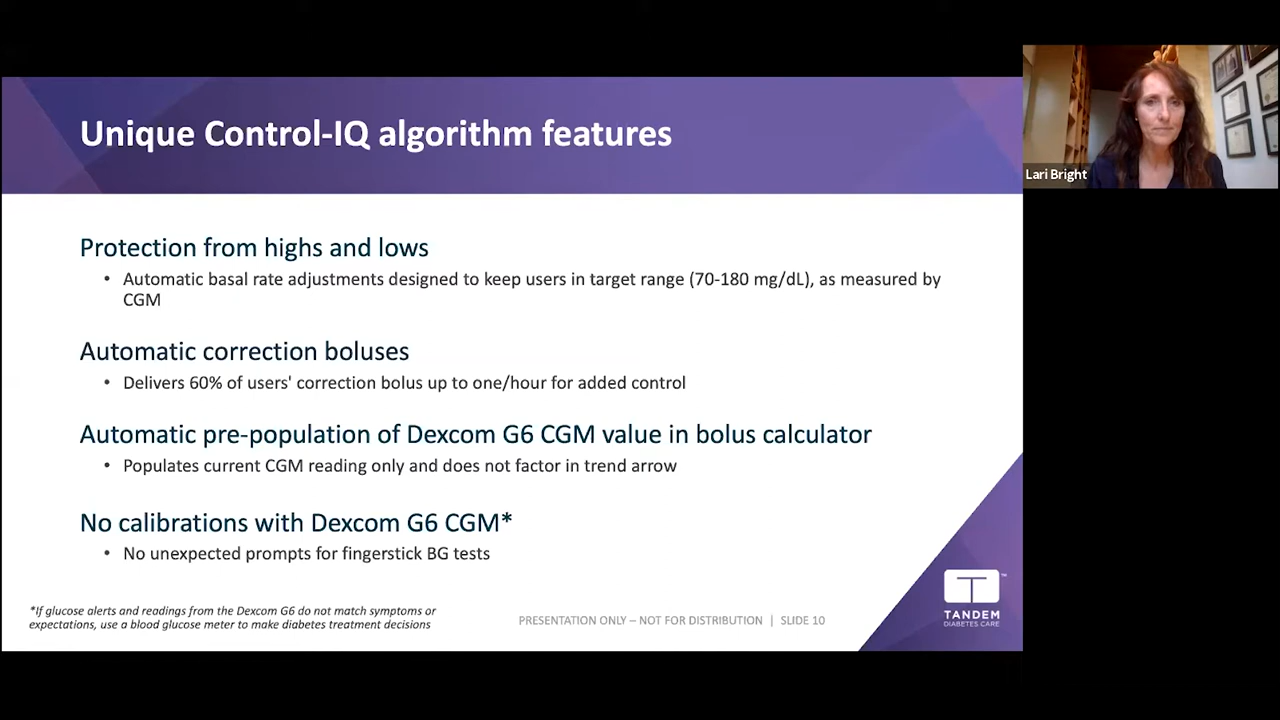 Unique Control-IQ algorithm features
Lari Bright
Protection from highs and lows
• Automatic basal rate adjustments designed to keep users in target range (70-180 mg/dL), as measured by
CGM
Automatic correction boluses
• Delivers 60% of users' correction bolus up to one/hour for added control
Automatic pre-population of Dexcom G6 CGM value in bolus calculator
• Populates current CGM reading only and does not factor in trend arrow
No calibrations with Dexcom G6 CGM*
• No unexpected prompts for fingerstick BG tests
*If glucose alerts and readings from the Dexcom G6 do not match symptoms or
expectations, use a blood glucose meter to make diabetes treatment decisions
PRESENTATION ONLY – NOT FOR DISTRIBUTION | SLIDE 10
T™
TANDEM
DIABETES CARE